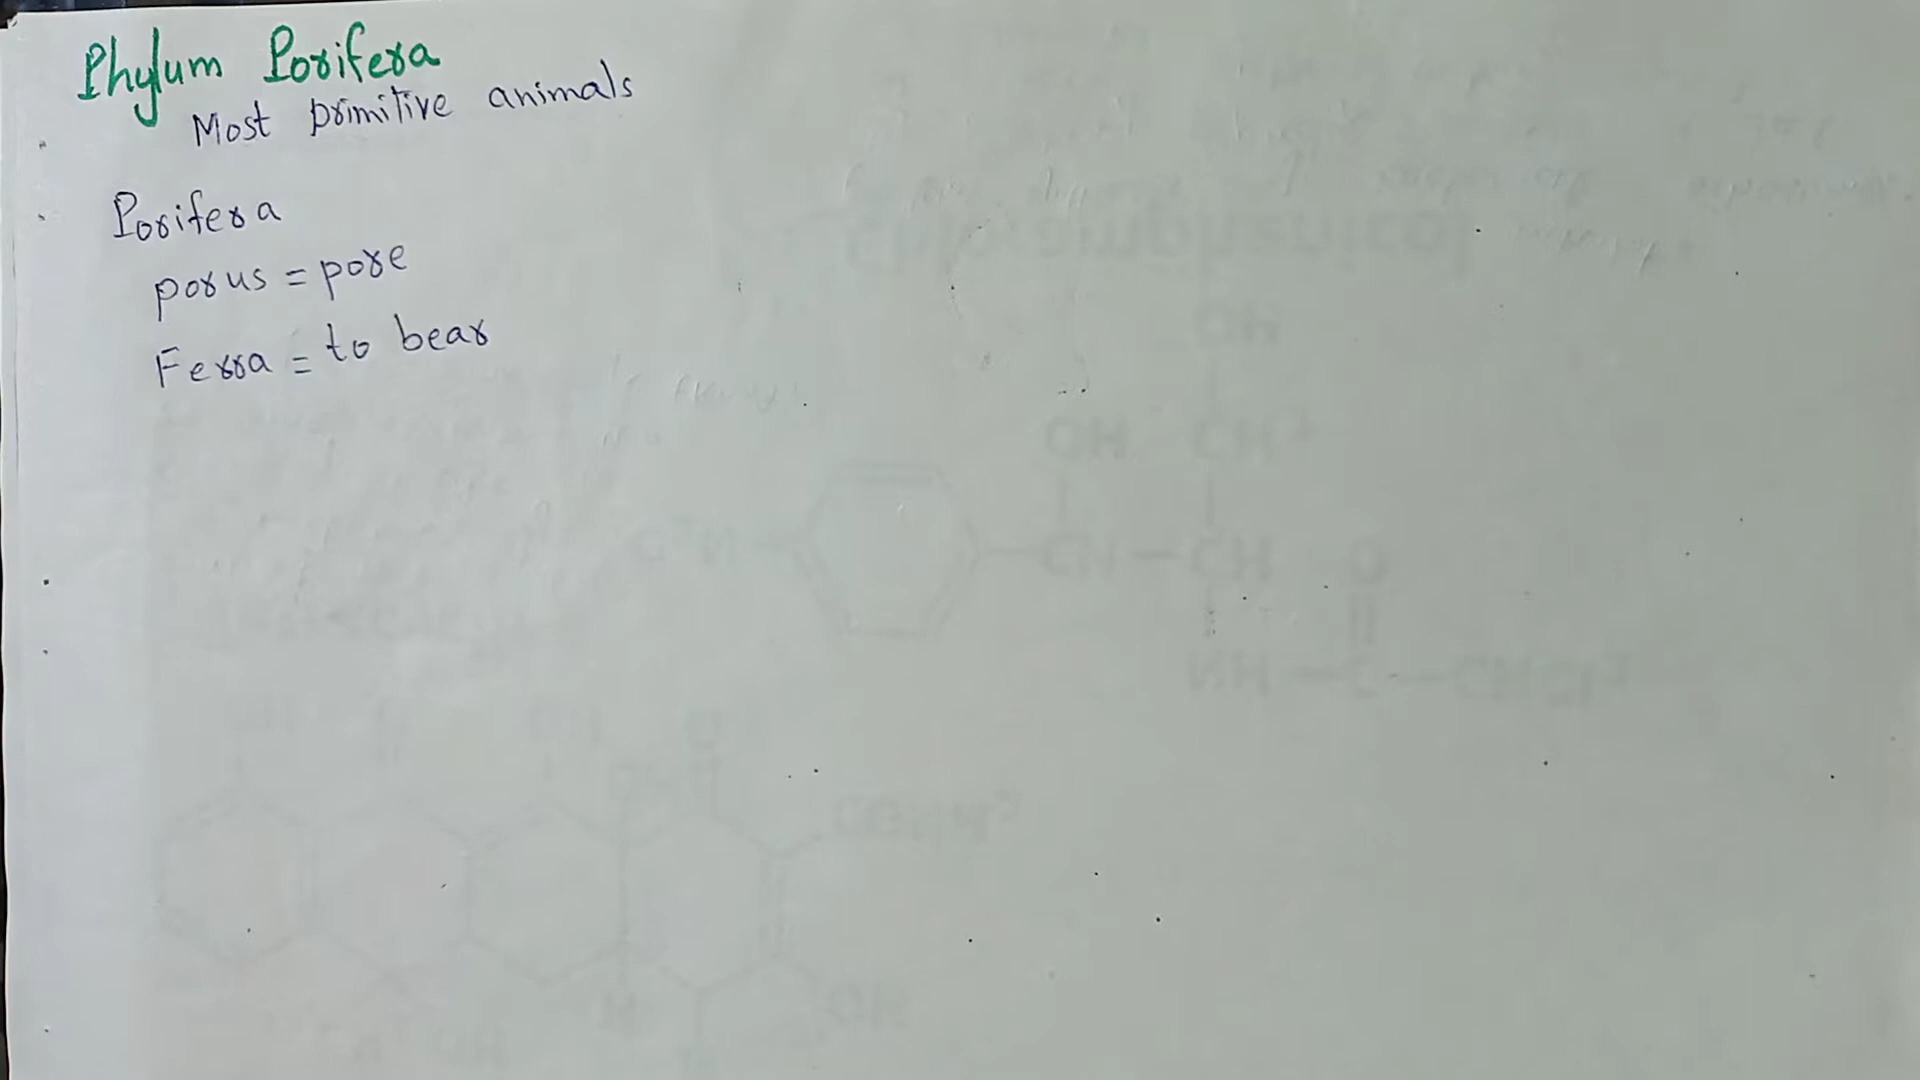 Phylum Porifera
Most primitive animals
Porifera
porus = pore
Ferra = to bear